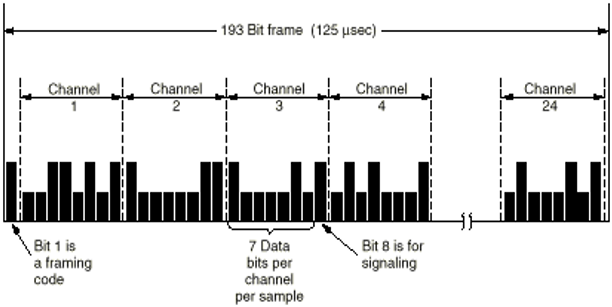 193 Bit frame (125 µsec)
Channel
1
Channel
2
Channel
3
Channel
4
Channel
24
Bit 1 is
a framing
code
7 Data
bits per
channel
per sample
Bit 8 is for
signaling